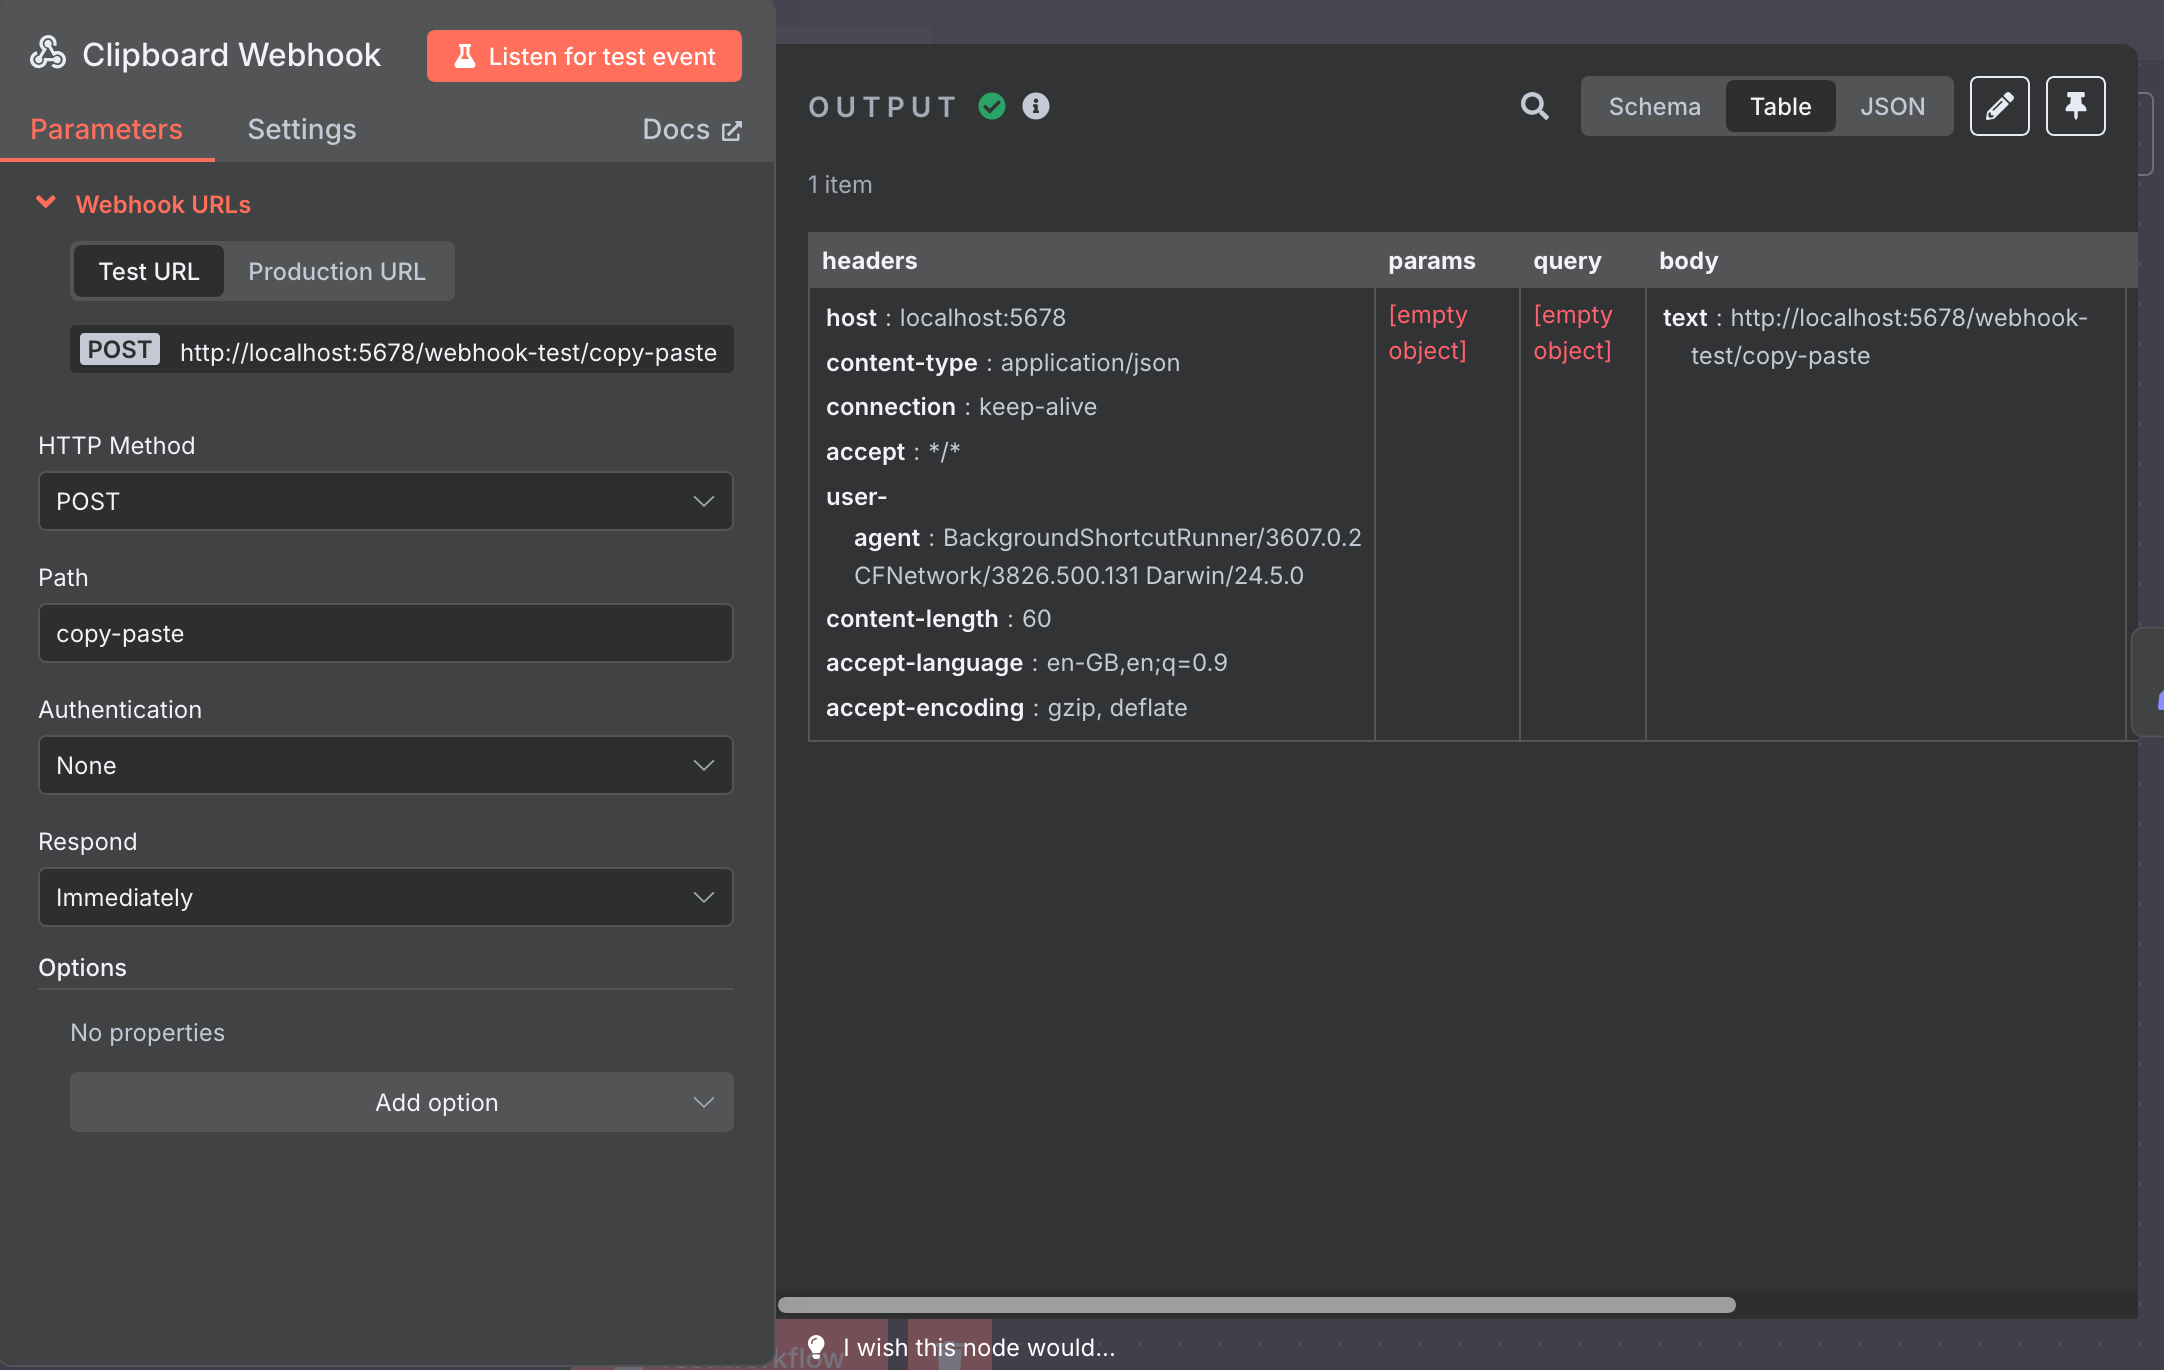 Clipboard Webhook
Listen for test event
Parameters
Settings
Docs
Webhook URLs
Test URL
Production URL
POST
http://localhost:5678/webhook-test/copy-paste
HTTP Method
POST
Path
copy-paste
Authentication
None
Respond
Immediately
Options
No properties
Add option
OUTPUT
Schema
Table
JSON
1 item
headers
params
query
body
host : localhost:5678
content-type : application/json
connection : keep-alive
accept : */*
user-
agent : BackgroundShortcutRunner/3607.0.2
CFNetwork/3826.500.131 Darwin/24.5.0
content-length : 60
accept-language : en-GB,en;q=0.9
accept-encoding : gzip, deflate
[empty
object]
[empty
object]
text : http://localhost:5678/webhook-
test/copy-paste
I wish this node would...